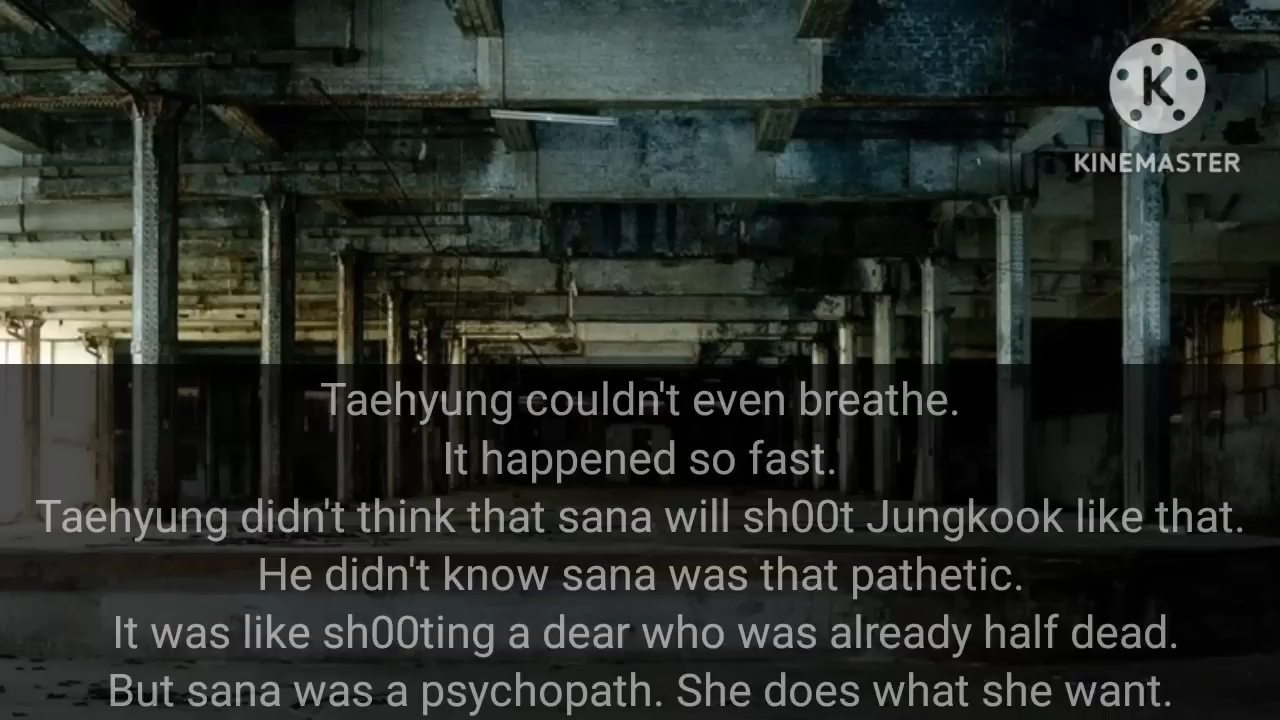 K
KINEMASTER
Taehyung couldn't even breathe.
It happened so fast.
Taehyung didn't think that sana will sh00t Jungkook like that.
He didn't know sana was that pathetic.
It was like sh00ting a dear who was already half dead.
But sana was a psychopath. She does what she want.